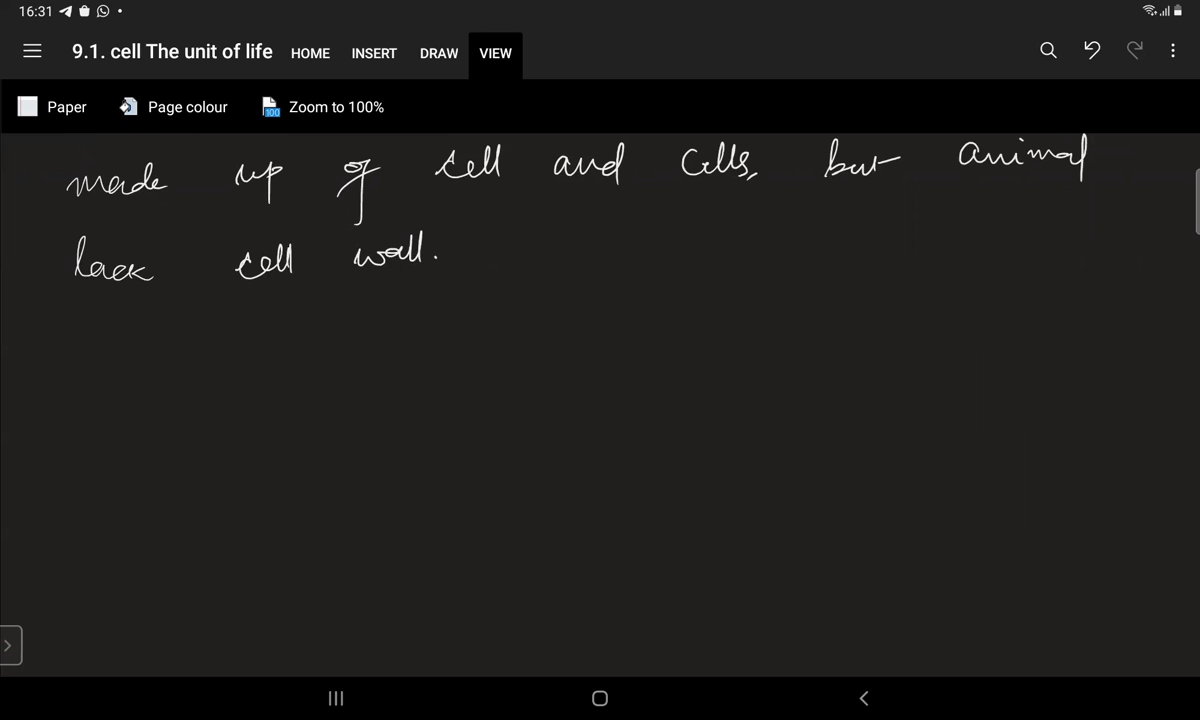 16:31
9.1. cell The unit of life HOME INSERT DRAW VIEW
Paper Page colour 100 Zoom to 100%
made up of cell and cells, but animal
lack cell wall.